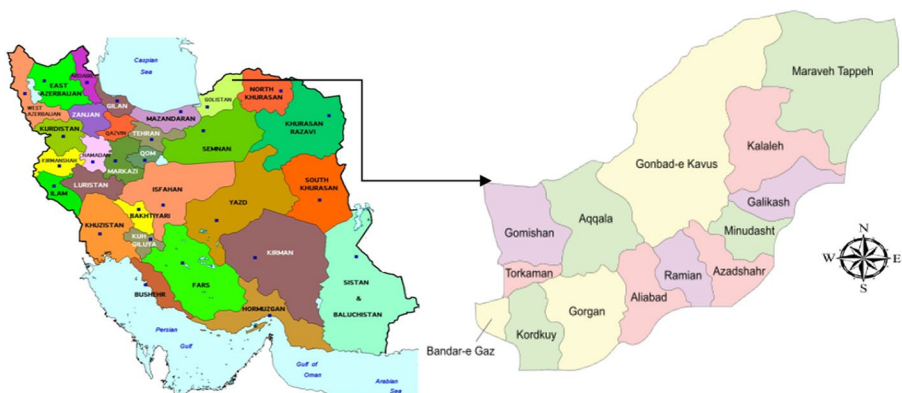 Caspian
Sea
ARDABIL
EAST
AZERBAIJAN
WEST
AZERBAIJAN
GILAN
ZANJAN
MAZANDARAN
GOLISTAN
NORTH
KHURASAN
KHURASAN
RAZAVI
KURDISTAN
QAZVIN
TEHRAN
SEMNAN
HAMADAN
QOM
MARKAZI
KIRMANSHAH
LURISTAN
ILAM
ISFAHAN
YAZD
SOUTH
KHURASAN
BAKHTIYARI
KHUZISTAN
KUH
GILUYA
KIRMAN
FARS
BUSHEHR
HORMUZGAN
SISTAN
&
BALUCHISTAN
Persian
Gulf
Gulf of
Oman
Arabian
Sea
Maraveh Tappeh
Kalaleh
Gonbad-e Kavus
Galikash
Minudasht
Aqqala
Gomishan
Torkaman
Ramian
Azadshahr
Aliabad
Gorgan
Kordkuy
Bandar-e Gaz
N
W
E
S